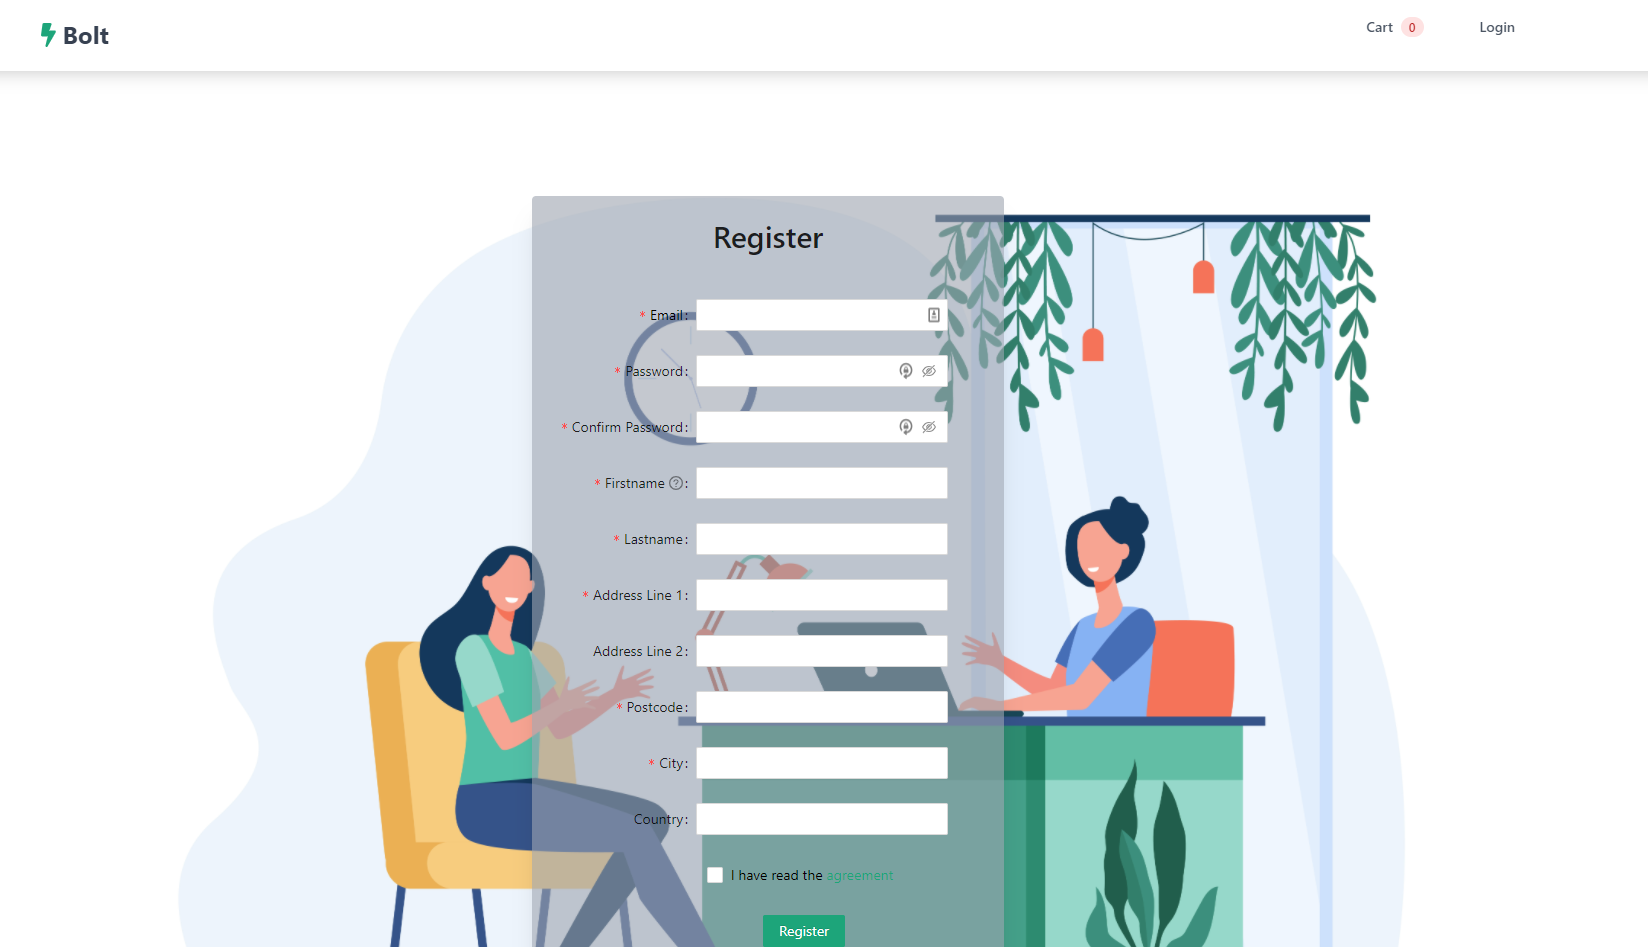 Bolt
Cart 0
Login
Register
* Email:
* Password:
* Confirm Password:
* Firstname ?:
* Lastname:
* Address Line 1:
Address Line 2:
* Postcode:
* City:
Country:
I have read the agreement
Register